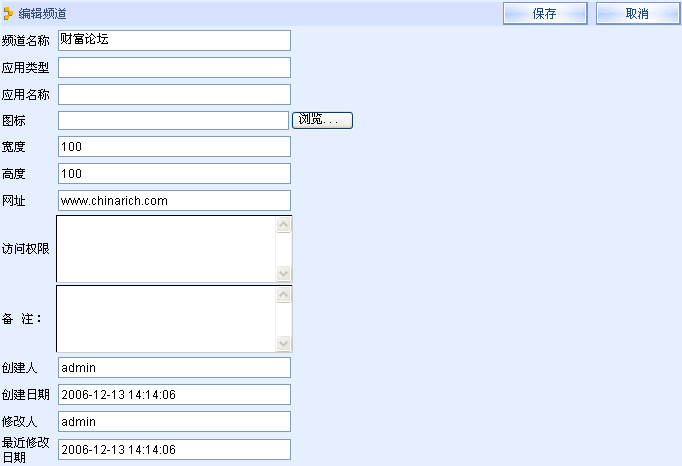 编辑频道 保存 取消
频道名称 财富论坛
应用类型
应用名称
图标 浏览...
宽度 100
高度 100
网址 www.chinarich.com
访问权限
备 注：
创建人 admin
创建日期 2006-12-13 14:14:06
修改人 admin
最近修改
日期 2006-12-13 14:14:06